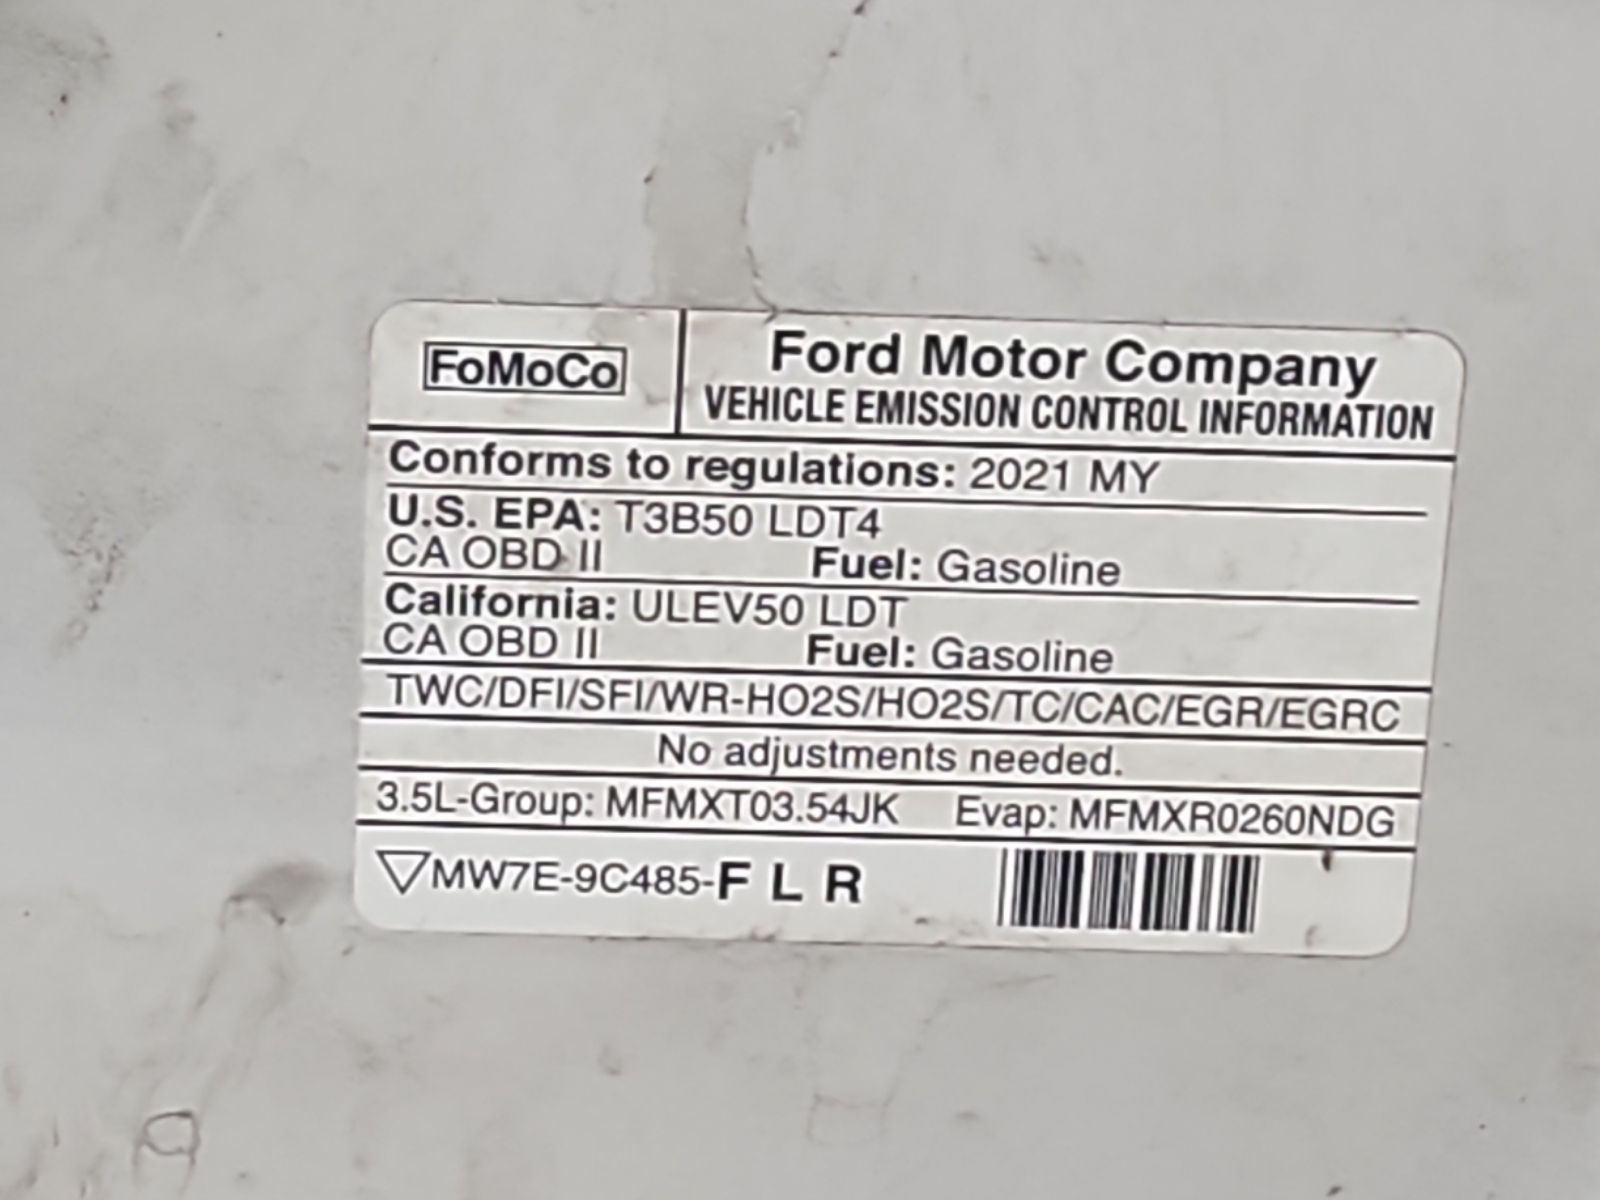 FoMoCo
Ford Motor Company
VEHICLE EMISSION CONTROL INFORMATION
Conforms to regulations: 2021 MY
U.S. EPA: T3B50 LDT4
CA OBD II Fuel: Gasoline
California: ULEV50 LDT
CA OBD II Fuel: Gasoline
TWC/DFI/SFI/WR-HO2S/HO2S/TC/CAC/EGR/EGRC
No adjustments needed.
3.5L-Group: MFMXT03.54JK Evap: MFMXR0260NDG
MW7E-9C485-F L R